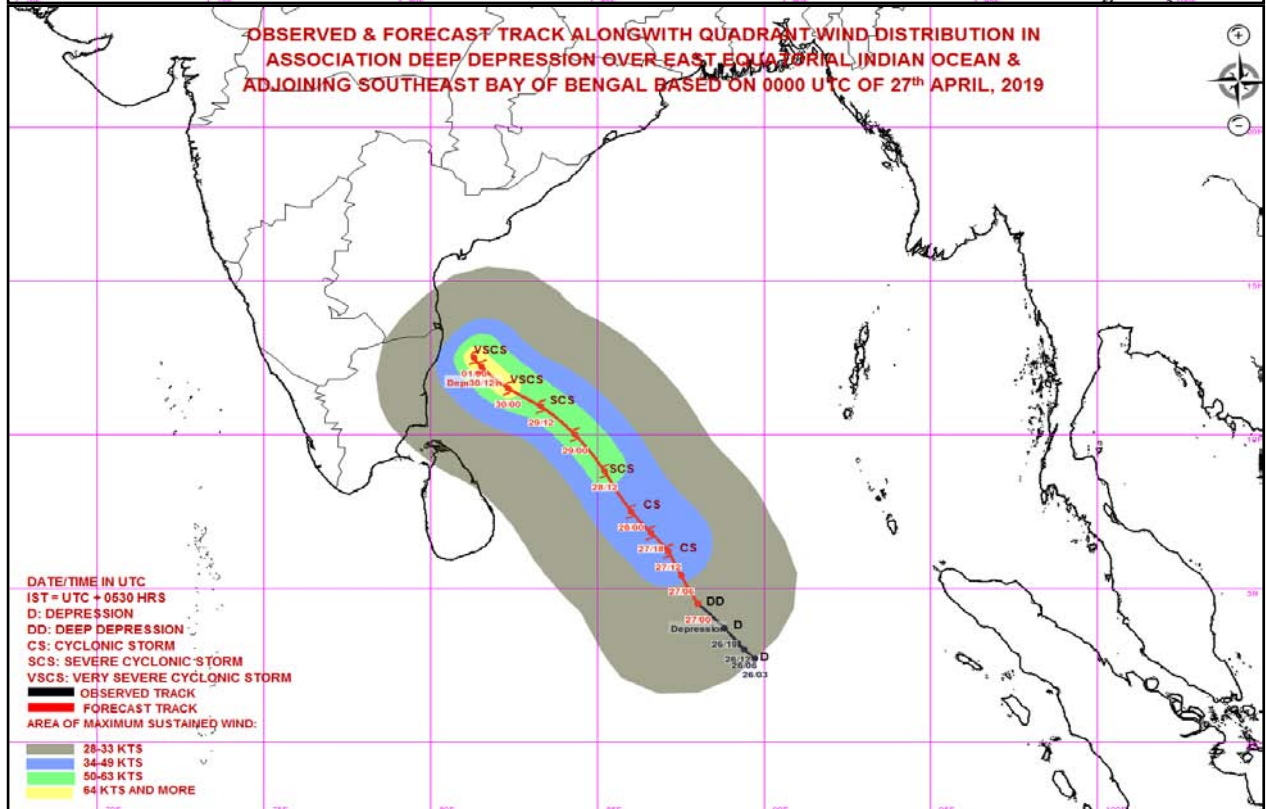 OBSERVED & FORECAST TRACK ALONGWITH QUADRANT WIND DISTRIBUTION IN
ASSOCIATION DEEP DEPRESSION OVER EAST EQUATORIAL INDIAN OCEAN &
ADJOINING SOUTHEAST BAY OF BENGAL BASED ON 0000 UTC OF 27th APRIL, 2019
VSCS
30/12
VSCS
30/00
SCS
29/12
29/00
SCS
28/12
CS
28/00
27/18
CS
27/12
27/06
DD
27/00
Depression
D
26/18
26/12
D
26/06
26/03
15N
10N
5N
DATE/TIME IN UTC
IST = UTC + 0530 HRS
D: DEPRESSION
DD: DEEP DEPRESSION
CS: CYCLONIC STORM
SCS: SEVERE CYCLONIC STORM
VSCS: VERY SEVERE CYCLONIC STORM
OBSERVED TRACK
FORECAST TRACK
AREA OF MAXIMUM SUSTAINED WIND:
28-33 KTS
34-49 KTS
50-63 KTS
64 KTS AND MORE